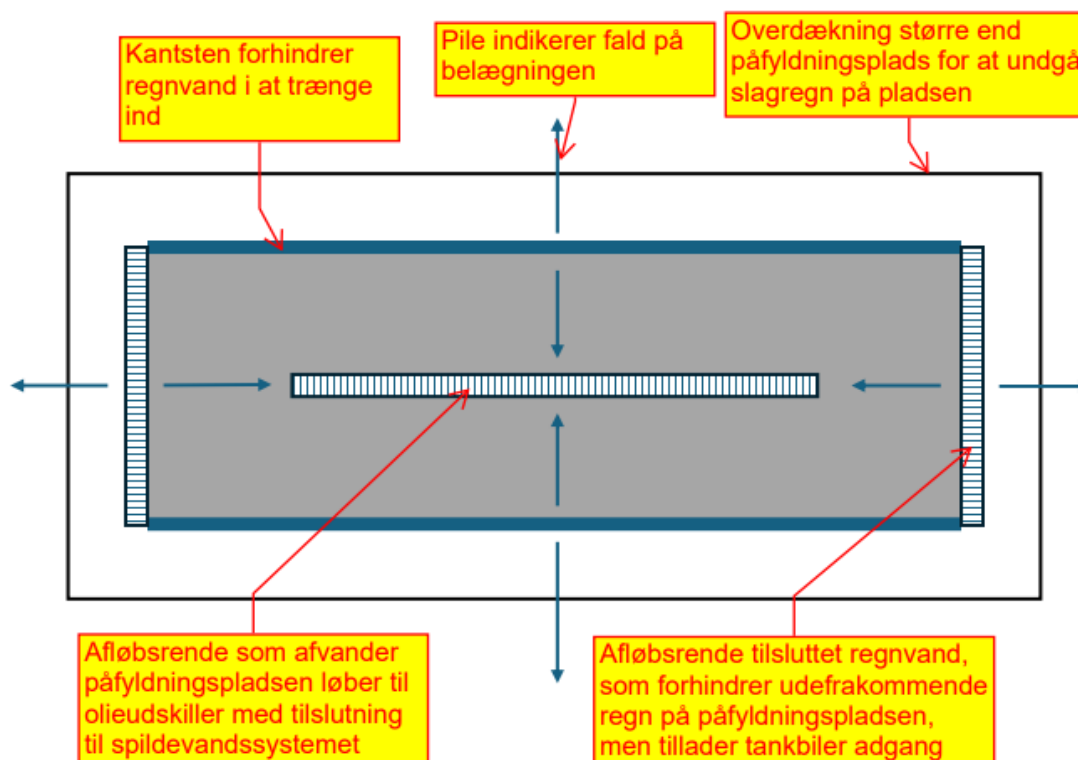 Kantsten forhindrer
regnvand i at trænge
ind
Pile indikerer fald på
belægningen
Overdækning større end
påfyldningsplads for at undgå
slagregn på pladsen
Afløbsrende som afvander
påfyldningspladsen løber til
olieudskiller med tilslutning
til spildevandssystemet
Afløbsrende tilsluttet regnvand,
som forhindrer udefrakommende
regn på påfyldningspladsen,
men tillader tankbiler adgang